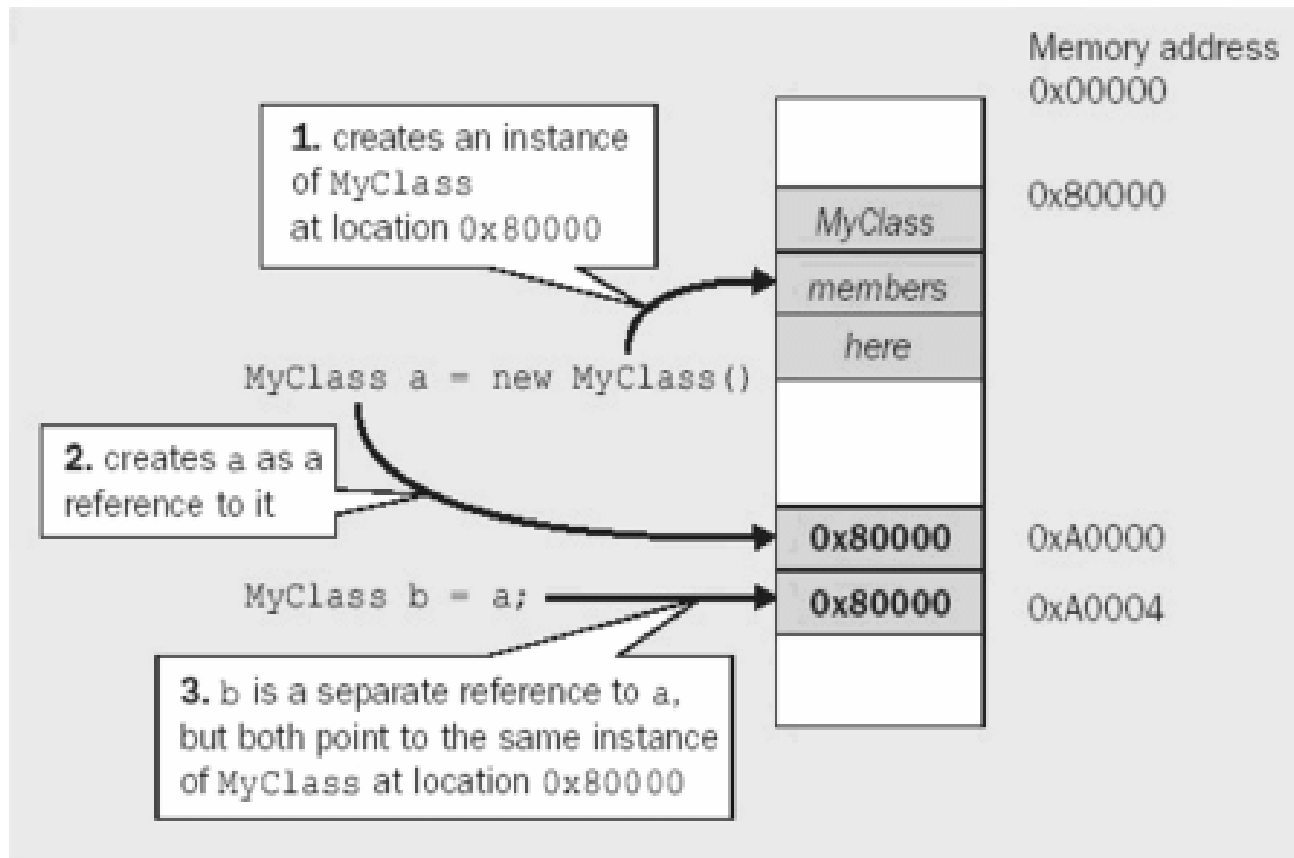 Memory address
0x00000
1. creates an instance
of MyClass
at location 0x80000
0x80000
MyClass
members
here
MyClass a = new MyClass()
2. creates a as a
reference to it
0x80000
0xA0000
MyClass b = a;
0x80000
0xA0004
3. b is a separate reference to a,
but both point to the same instance
of MyClass at location 0x80000